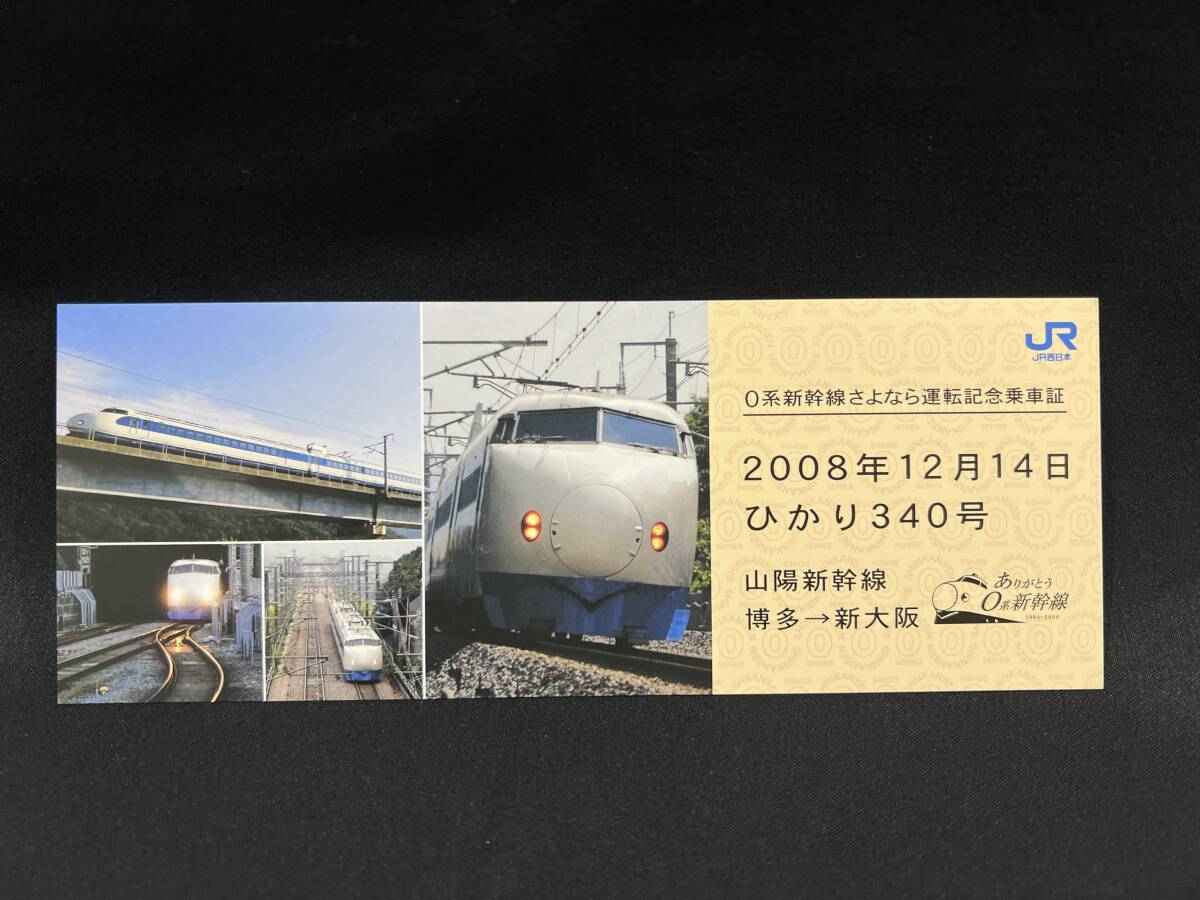 JR
JR西日本
0系新幹線さよなら運転記念乗車証
2008年12月14日
ひかり340号
山陽新幹線
博多→新大阪
ありがとう
0系新幹線
1964-2008